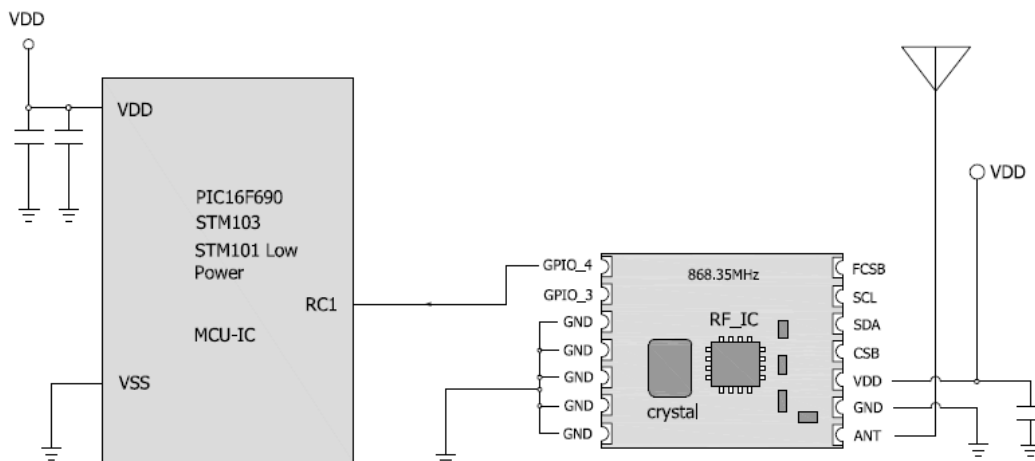 VDD
VDD
PIC16F690
STM103
STM101 Low
Power
RC1
MCU-IC
VSS
GPIO_4
GPIO_3
GND
GND
GND
GND
GND
868.35MHz
RF_IC
crystal
FCSB
SCL
SDA
CSB
VDD
GND
ANT
VDD